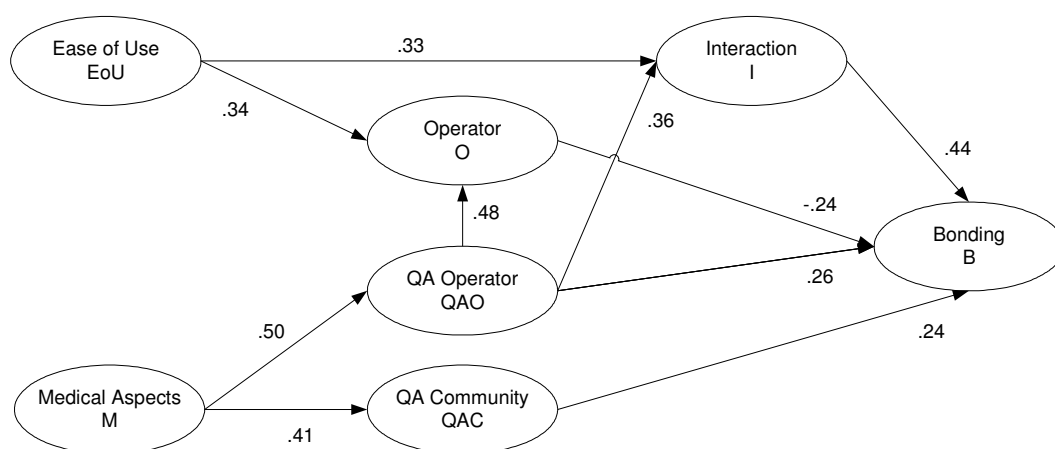 Ease of Use
EoU
.33
Interaction
I
.34
Operator
O
.36
.44
.48
-.24
Bonding
B
QA Operator
QAO
.26
.50
.24
Medical Aspects
M
QA Community
QAC
.41